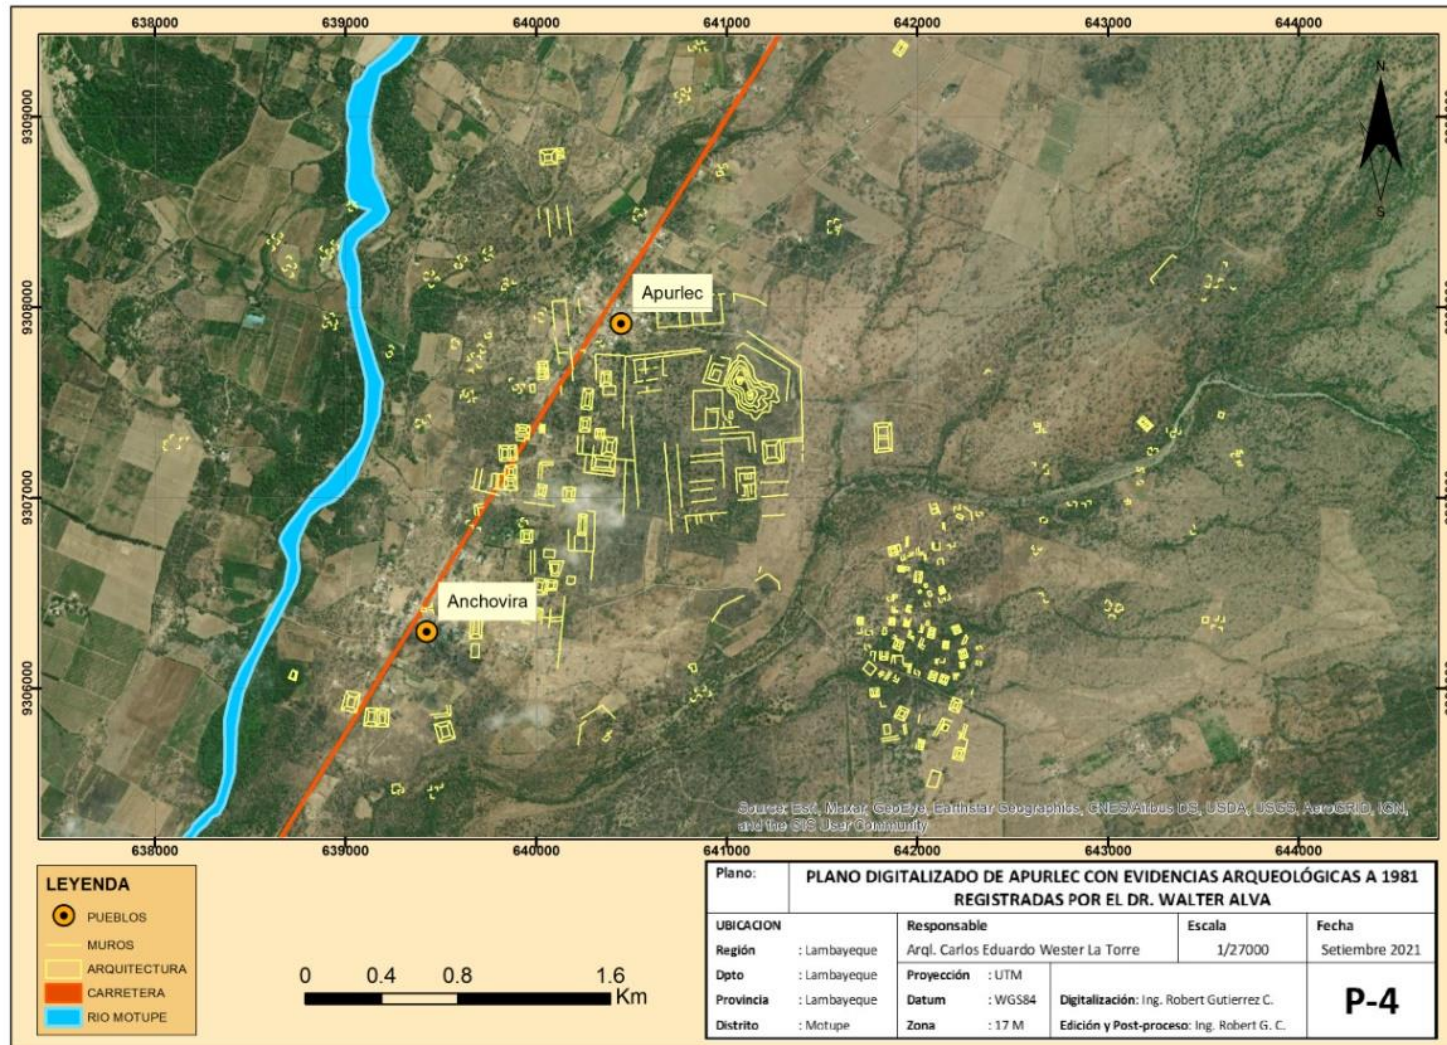 638000 639000 640000 641000 642000 643000 644000
N
S
9309000
9308000
9307000
9306000
Apurlec
Anchovira
Source: Esri, Maxar, GeoEye, Earthstar Geographics, CNES/Airbus DS, USDA, USGS, AeroGRID, IGN,
and the GIS User Community
638000 639000 640000 641000 642000 643000 644000
LEYENDA
PUEBLOS
MUROS
ARQUITECTURA
CARRETERA
RIO MOTUPE
0 0.4 0.8 1.6
Km
Plano: PLANO DIGITALIZADO DE APURLEC CON EVIDENCIAS ARQUEOLÓGICAS A 1981
REGISTRADAS POR EL DR. WALTER ALVA
UBICACION
Región : Lambayeque
Dpto : Lambayeque
Provincia : Lambayeque
Distrito : Motupe
Responsable
Arql. Carlos Eduardo Wester La Torre
Escala
1/27000
Fecha
Setiembre 2021
Proyección : UTM
Datum : WGS84
Zona : 17 M
Digitalización: Ing. Robert Gutierrez C.
Edición y Post-proceso: Ing. Robert G. C.
P-4